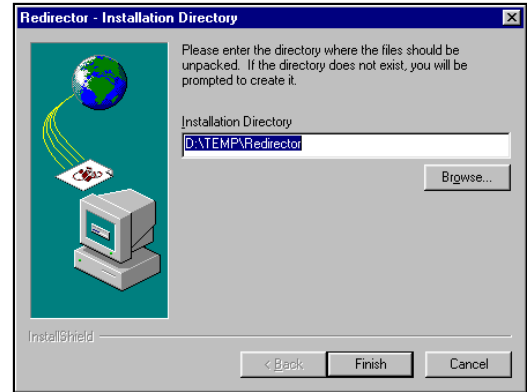 Redirector - Installation Directory
Please enter the directory where the files should be
unpacked. If the directory does not exist, you will be
prompted to create it.
Installation Directory
D:\TEMP\Redirector
Browse...
InstallShield
< Back
Finish
Cancel